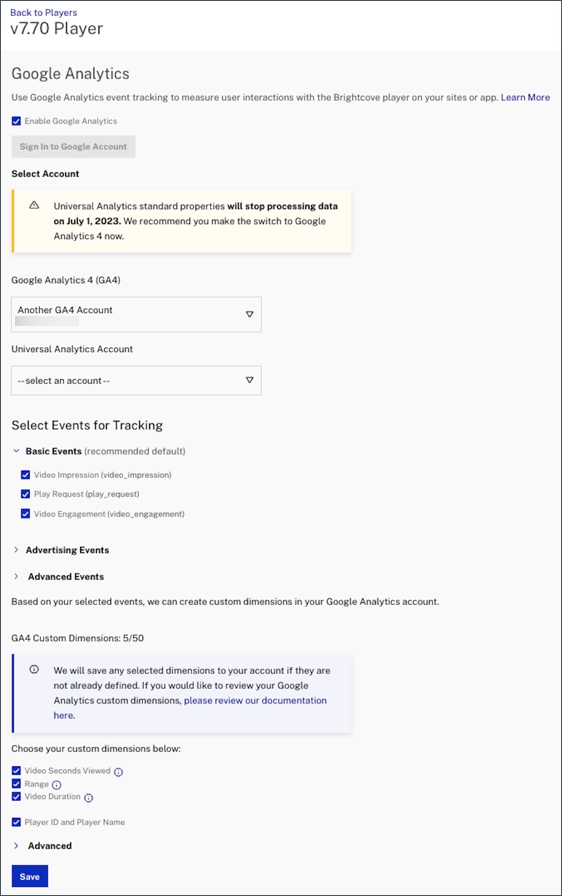 Back to Players
v7.70 Player
Google Analytics
Use Google Analytics event tracking to measure user interactions with the Brightcove player on your sites or app. Learn More
Enable Google Analytics
Sign In to Google Account
Select Account
Universal Analytics standard properties will stop processing data
on July 1, 2023. We recommend you make the switch to Google
Analytics 4 now.
Google Analytics 4 (GA4)
Another GA4 Account
Universal Analytics Account
--select an account--
Select Events for Tracking
Basic Events (recommended default)
Video Impression (video_impression)
Play Request (play_request)
Video Engagement (video_engagement)
Advertising Events
Advanced Events
Based on your selected events, we can create custom dimensions in your Google Analytics account.
GA4 Custom Dimensions: 5/50
We will save any selected dimensions to your account if they are
not already defined. If you would like to review your Google
Analytics custom dimensions, please review our documentation
here.
Choose your custom dimensions below:
Video Seconds Viewed
Range
Video Duration
Player ID and Player Name
Advanced
Save